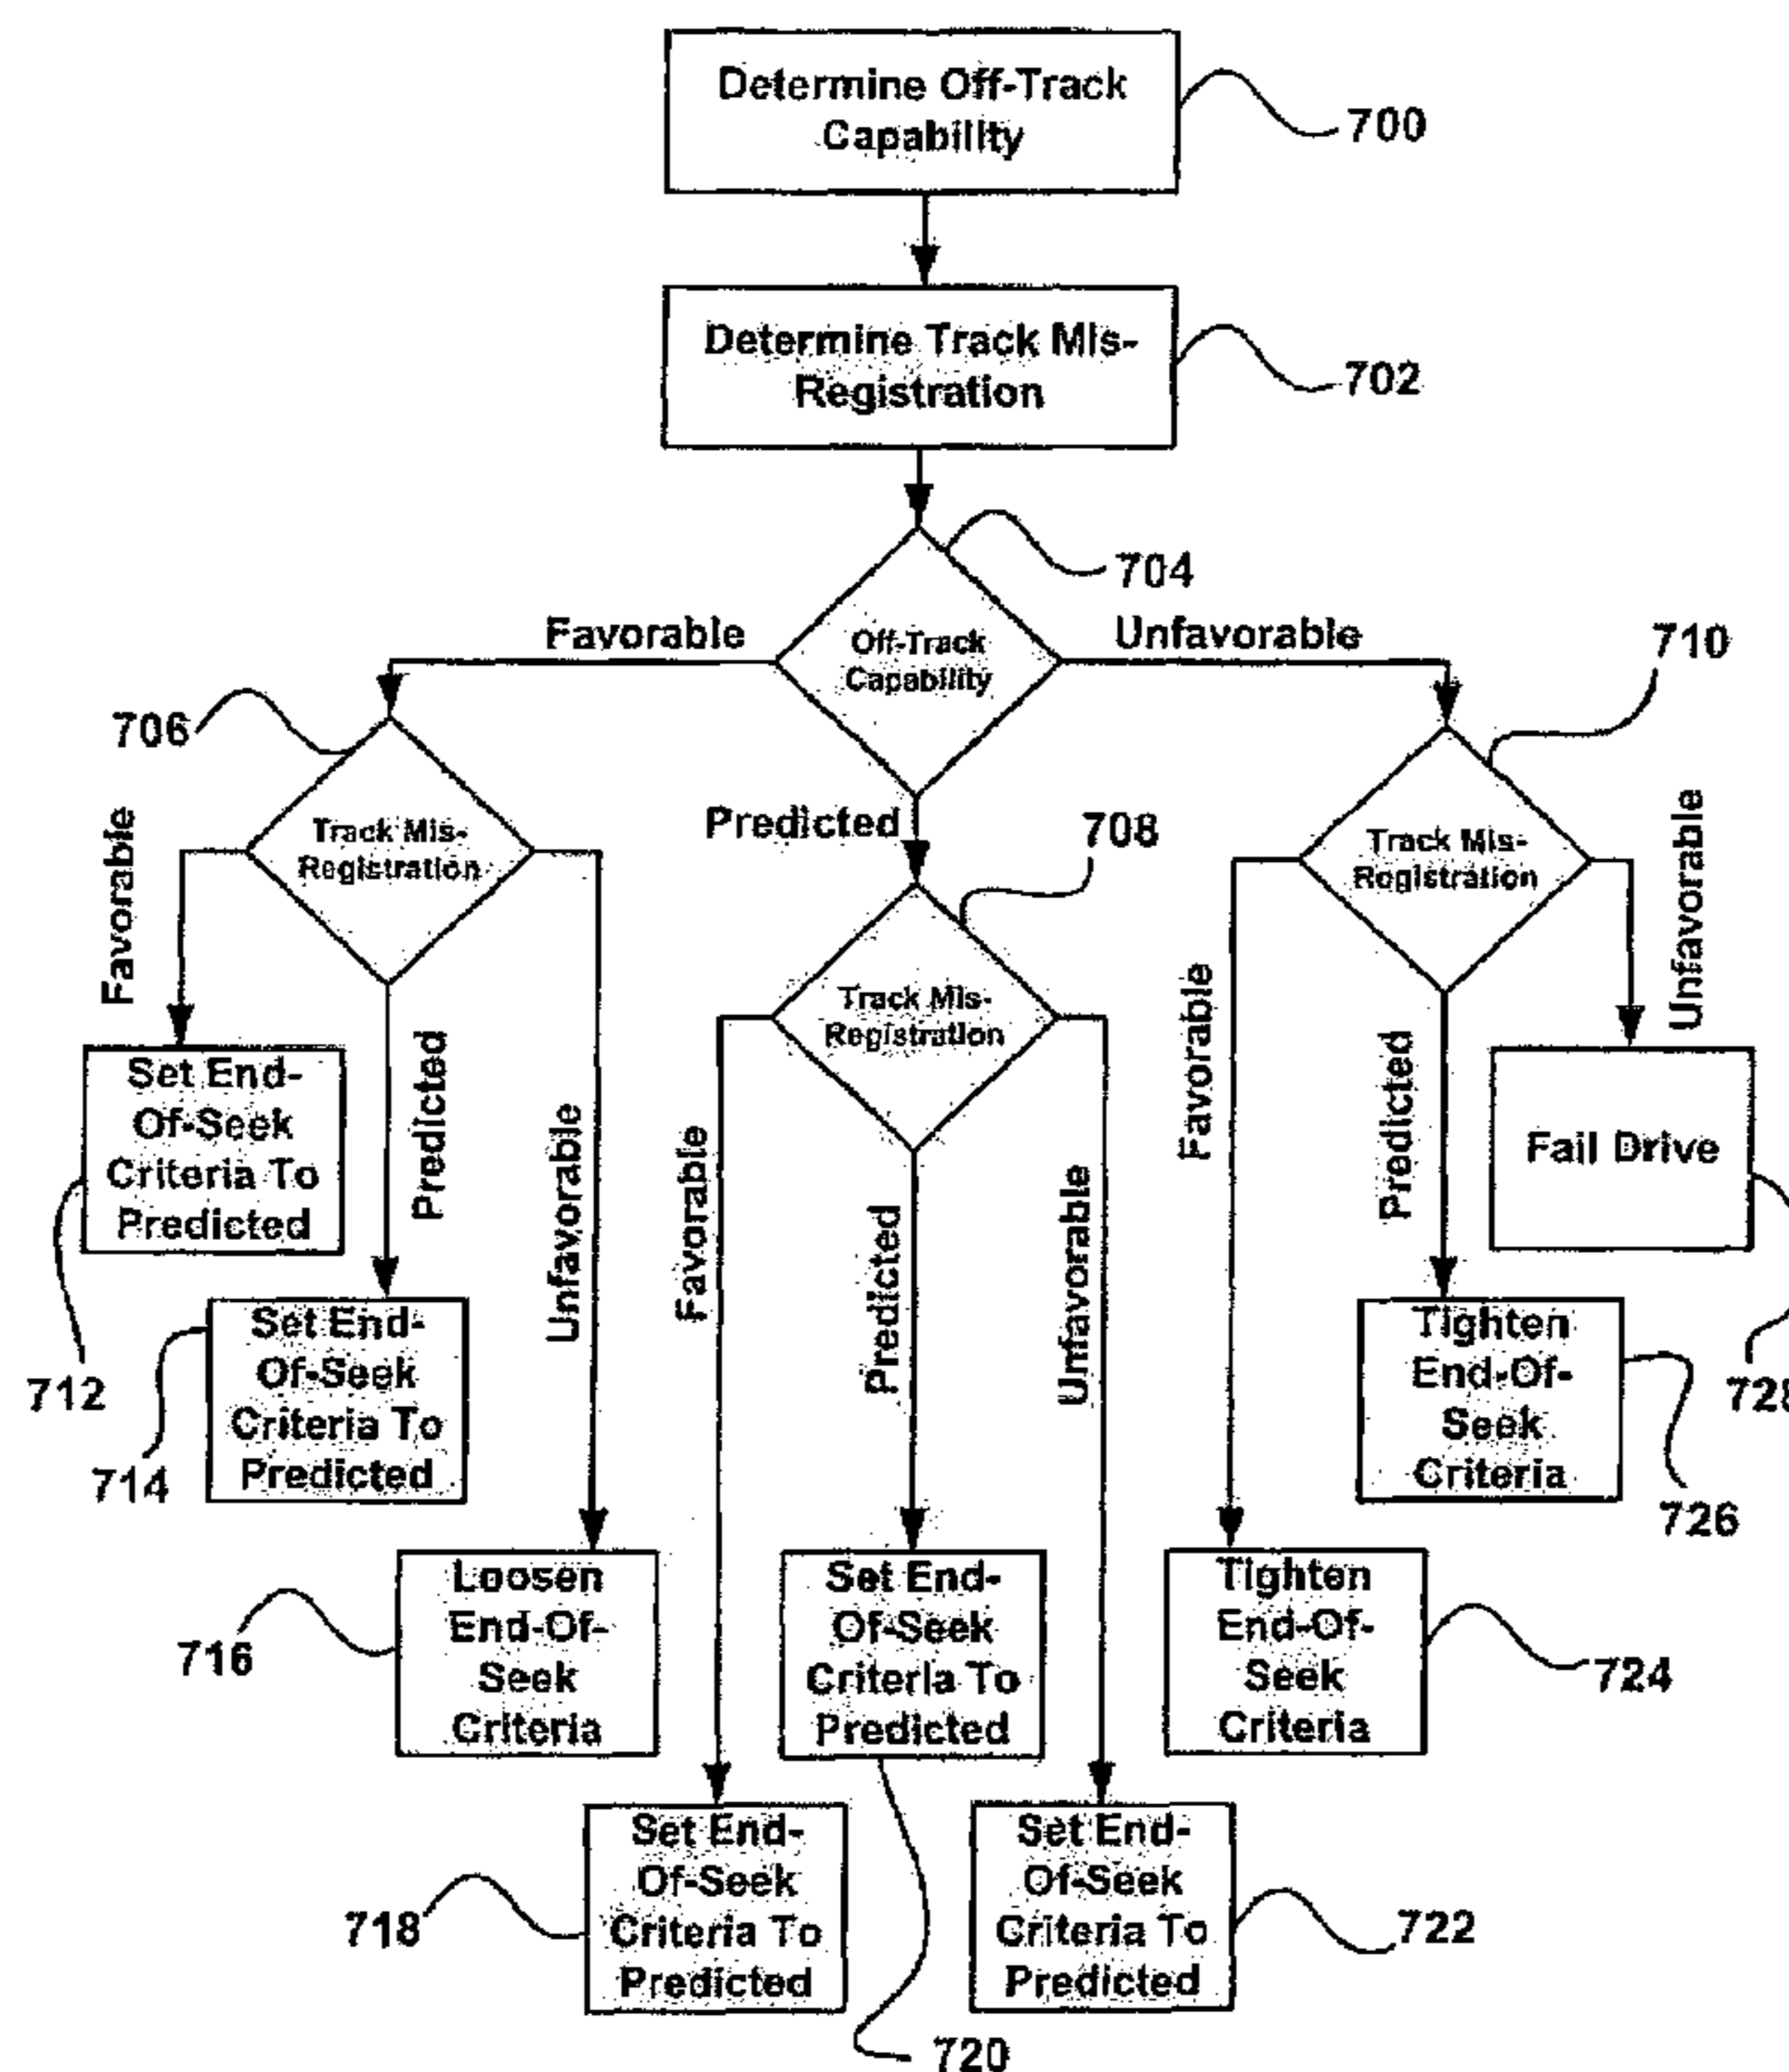 Determine Off-Track
Capability
700
Determine Track Mis-
Registration
702
704
Favorable
Off-Track
Capability
Unfavorable
710
706
Track Mis-
Registration
Predicted
708
Track Mis-
Registration
Favorable
Unfavorable
Track Mis-
Registration
Favorable
Predicted
Predicted
Unfavorable
Set End-
Of-Seek
Criteria To
Predicted
712
Fail Drive
728
Favorable
Predicted
Unfavorable
Set End-
Of-Seek
Criteria To
Predicted
714
Tighten
End-Of-
Seek
Criteria
726
Loosen
End-Of-
Seek
Criteria
716
Set End-
Of-Seek
Criteria To
Predicted
720
Tighten
End-Of-
Seek
Criteria
724
Set End-
Of-Seek
Criteria To
Predicted
718
Set End-
Of-Seek
Criteria To
Predicted
722